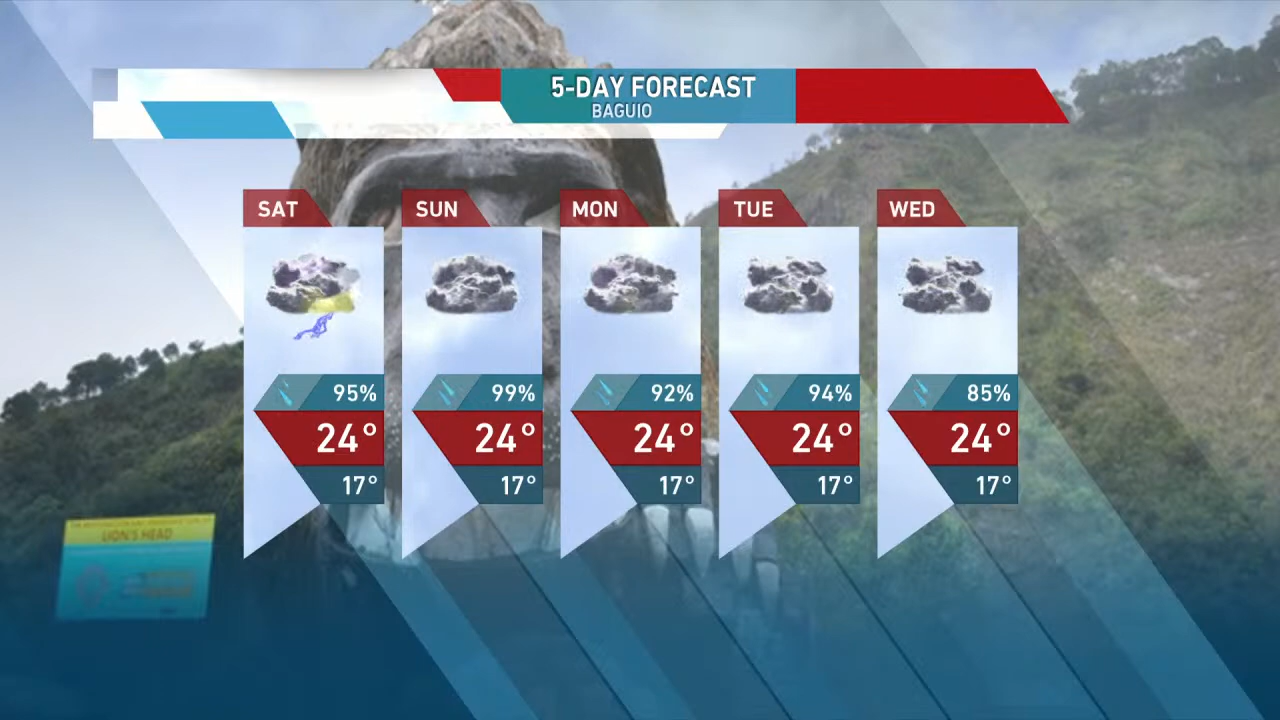 5-DAY FORECAST
BAGUIO
SAT
SUN
MON
TUE
WED
95%
99%
92%
94%
85%
24°
24°
24°
24°
24°
17°
17°
17°
17°
17°
LION'S HEAD